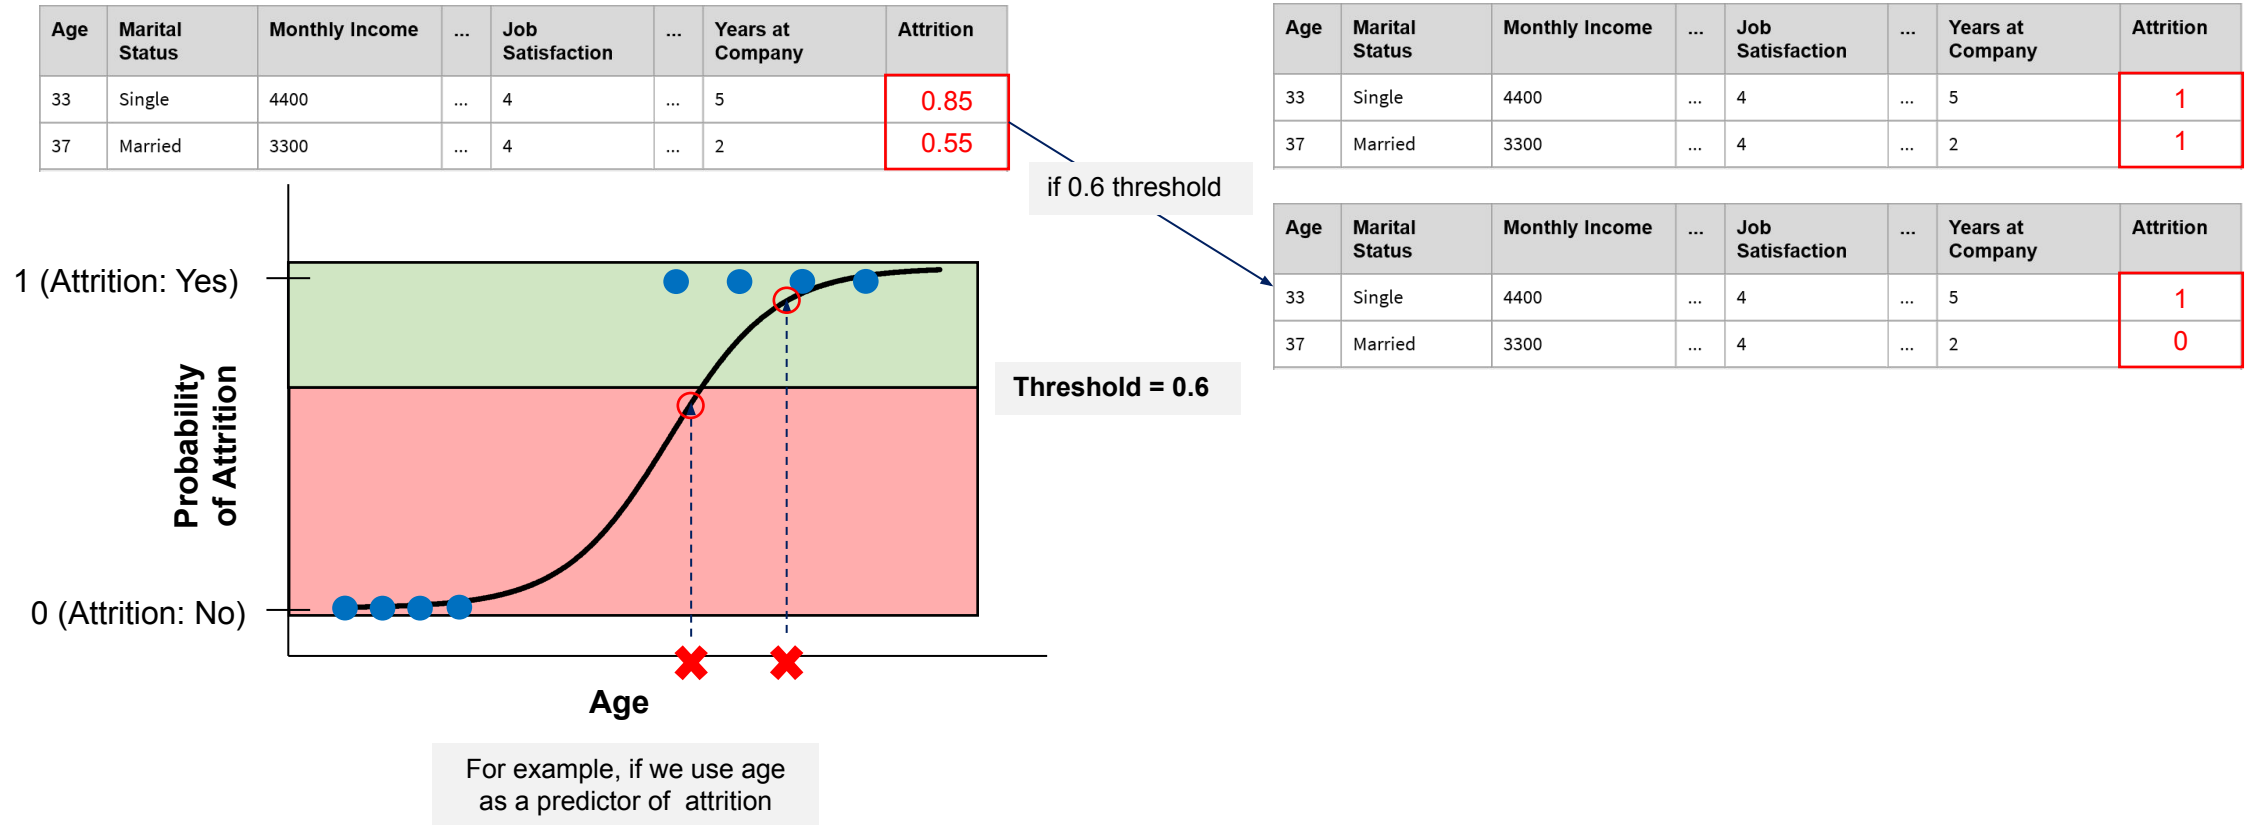 Age Marital Status Monthly Income ... Job Satisfaction ... Years at Company Attrition
33 Single 4400 ... 4 ... 5 0.85
37 Married 3300 ... 4 ... 2 0.55
if 0.6 threshold
Age Marital Status Monthly Income ... Job Satisfaction ... Years at Company Attrition
33 Single 4400 ... 4 ... 5 1
37 Married 3300 ... 4 ... 2 1
Age Marital Status Monthly Income ... Job Satisfaction ... Years at Company Attrition
33 Single 4400 ... 4 ... 5 1
37 Married 3300 ... 4 ... 2 0
1 (Attrition: Yes)
Probability
of Attrition
0 (Attrition: No)
Threshold = 0.6
Age
For example, if we use age
as a predictor of attrition